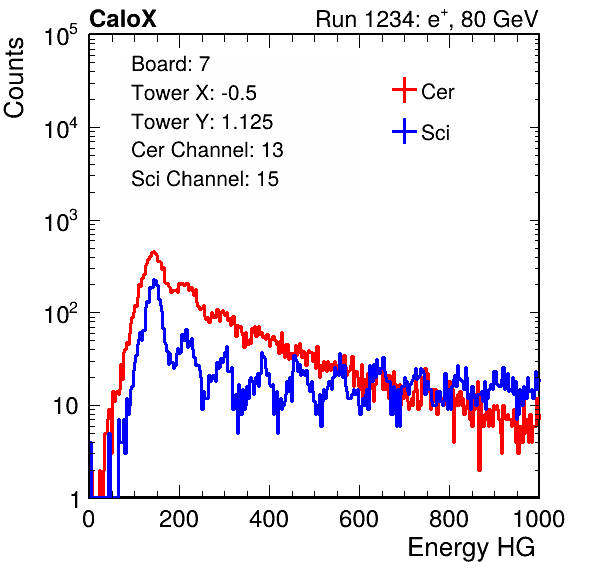 CaloX Run 1234: e⁺, 80 GeV
Counts
10⁵
10⁴
10³
10²
10
1
Board: 7
Tower X: -0.5
Tower Y: 1.125
Cer Channel: 13
Sci Channel: 15
Cer
Sci
0 200 400 600 800 1000
Energy HG